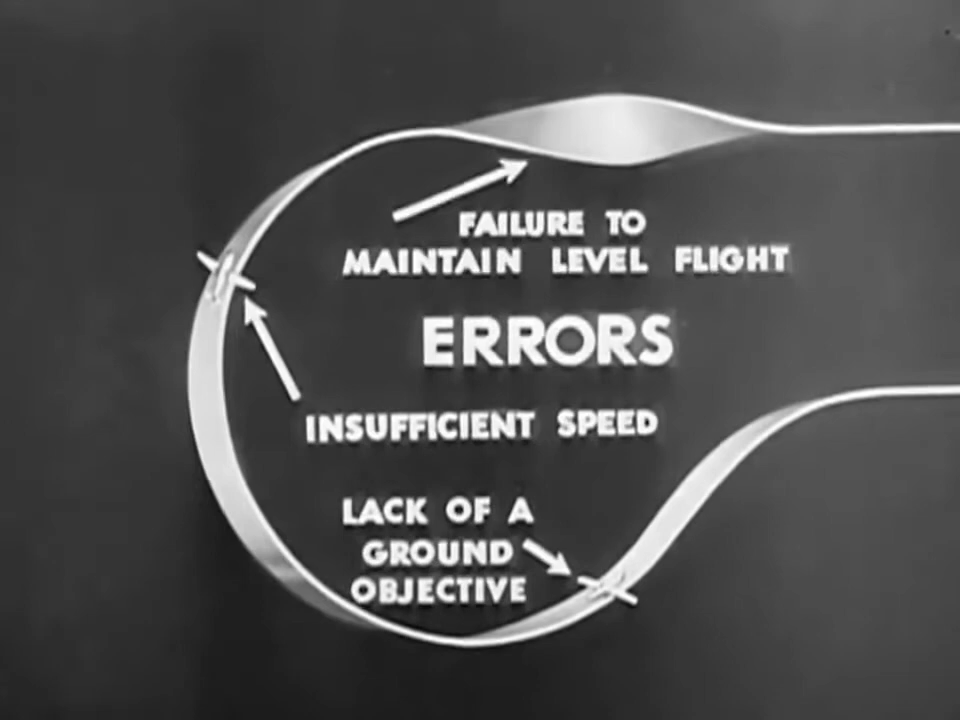 FAILURE TO
MAINTAIN LEVEL FLIGHT
ERRORS
INSUFFICIENT SPEED
LACK OF A
GROUND
OBJECTIVE